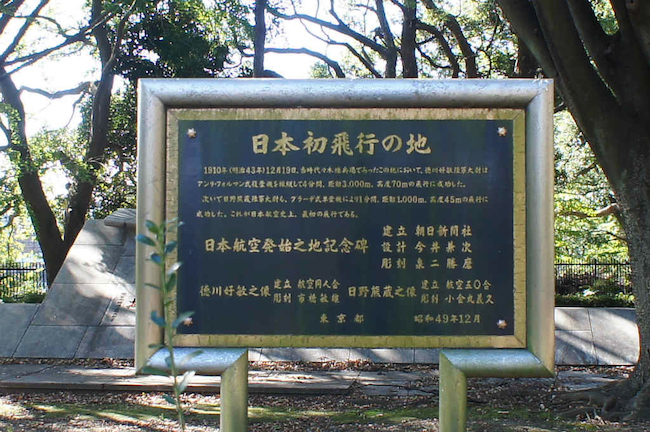 日本初飛行の地
1910年(明治43年)12月19日、当時代々木練兵場であったこの地において、徳川好敏陸軍大尉は
アンリ・フォルマン式複葉機を操縦して4分間、距離3,000m、高度70mの飛行に成功した。
ついで日野熊蔵陸軍大尉も、グラーデ式単葉機により1分間、距離1,000m、高度45mの飛行に
成功した。これが日本航空史上、最初の飛行である。
日本航空発始之地記念碑
建立 朝日新聞社
設計 今井兼次
彫刻 泉二勝麿
徳川好敏之像 建立 航空同人会
彫刻 市橋敏雄
日野熊蔵之像 建立 航空五〇会
彫刻 小金丸義久
東京都 昭和49年12月